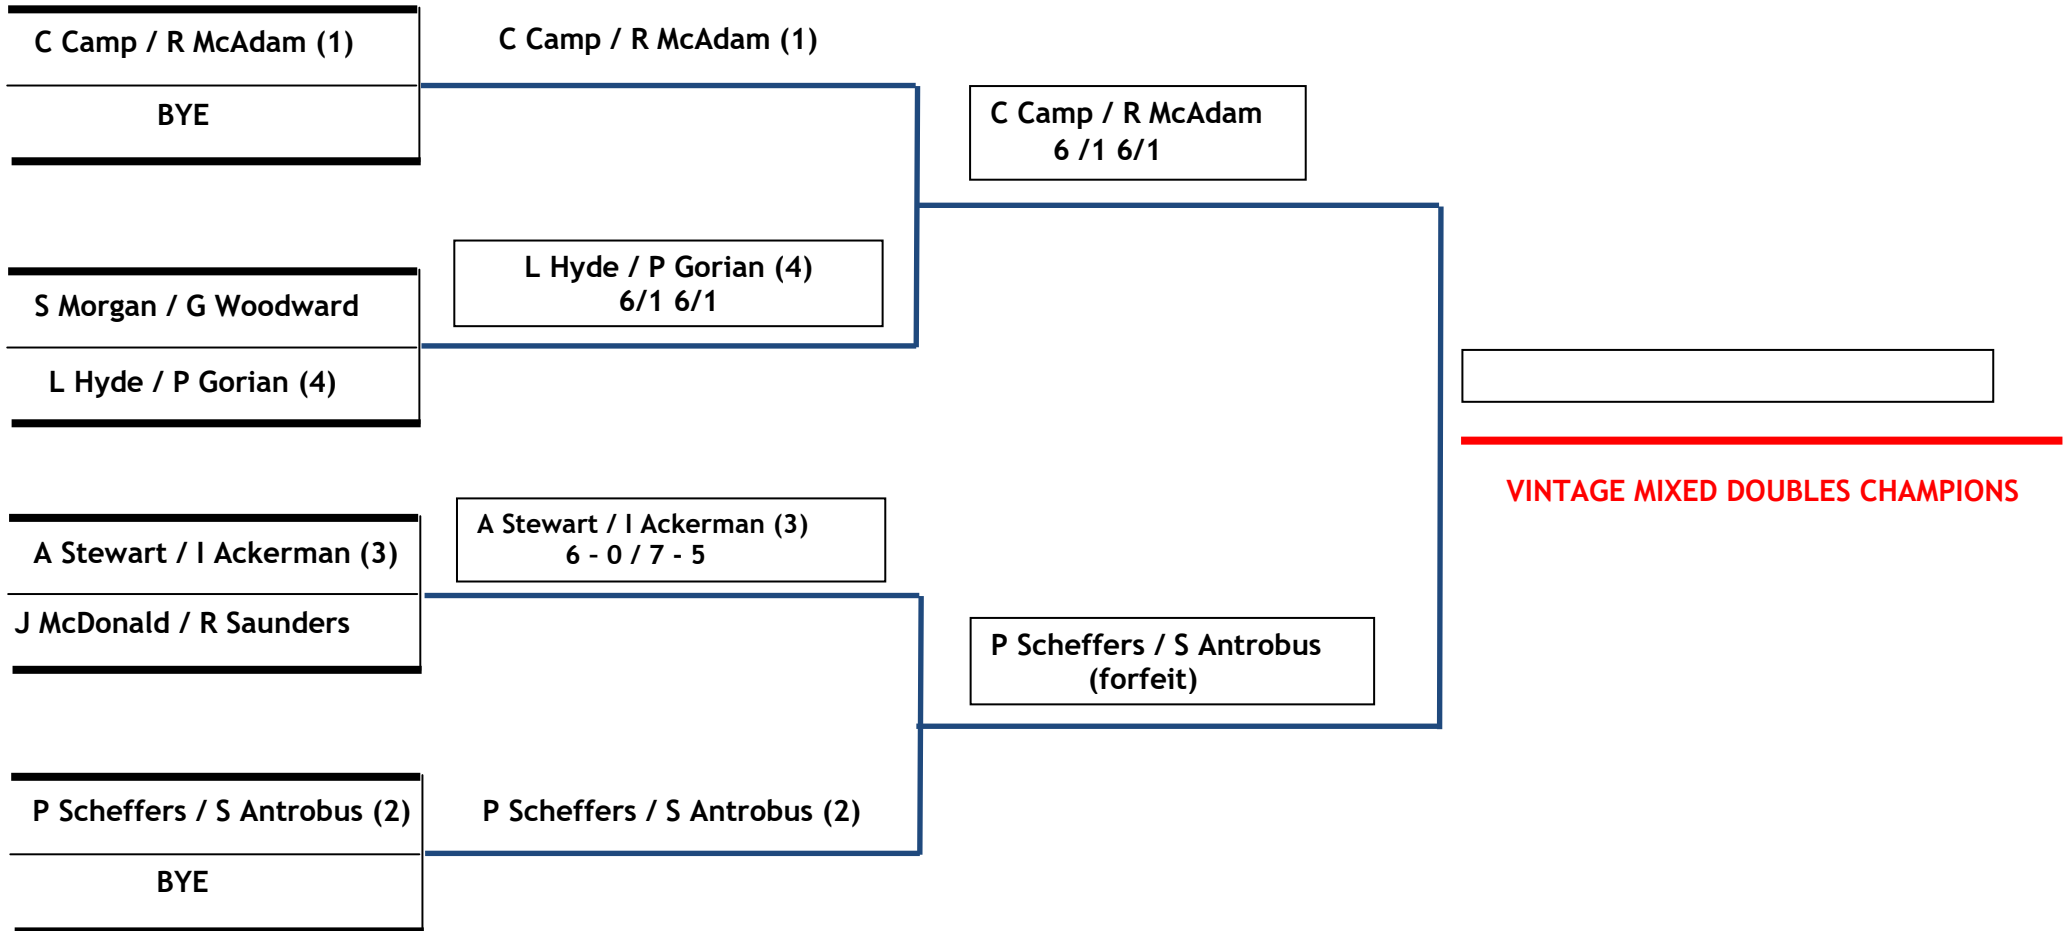 C Camp / R McAdam (1)
BYE
S Morgan / G Woodward
L Hyde / P Gorian (4)
A Stewart / I Ackerman (3)
J McDonald / R Saunders
P Scheffers / S Antrobus (2)
BYE
C Camp / R McAdam (1)
L Hyde / P Gorian (4)
6/1 6/1
A Stewart / I Ackerman (3)
6 – 0 / 7 - 5
P Scheffers / S Antrobus (2)
C Camp / R McAdam
6 /1 6/1
P Scheffers / S Antrobus
(forfeit)
VINTAGE MIXED DOUBLES CHAMPIONS